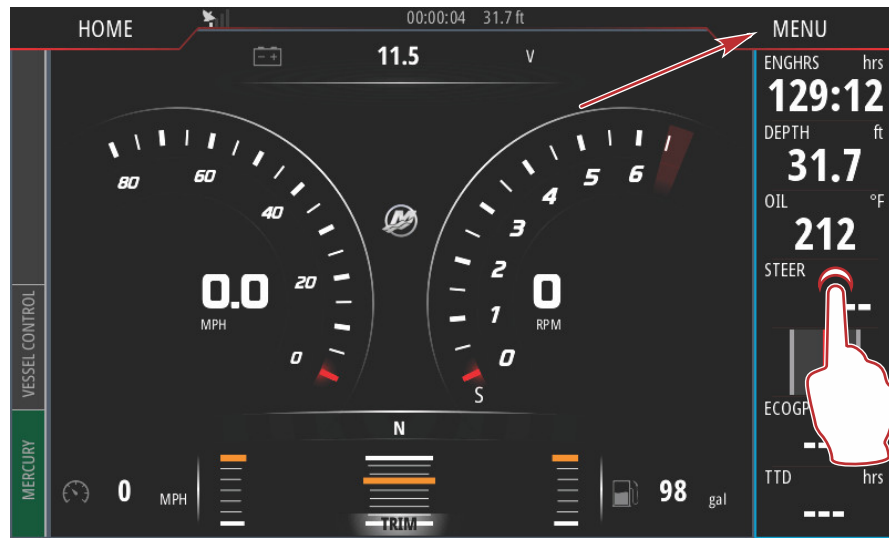 HOME
00:00:04 31.7 ft
MENU
- +
11.5 V
ENGHRS hrs
129:12
DEPTH ft
31.7
OIL °F
212
STEER
--
80 60 40 20 0
0.0
MPH
6 5 4 3 2 1 0
0
RPM
S
N
ECOGP
--
TTD hrs
---
VESSEL CONTROL
MERCURY
0 MPH
TRIM
98 gal